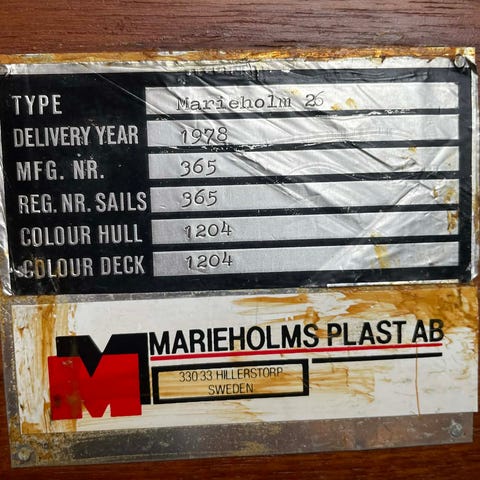 TYPE Marieholm 26
DELIVERY YEAR 1978
MFG. NR. 365
REG. NR. SAILS 365
COLOUR HULL 1204
COLOUR DECK 1204
M MARIEHOLMS PLAST AB
330 33 HILLERSTORP
SWEDEN